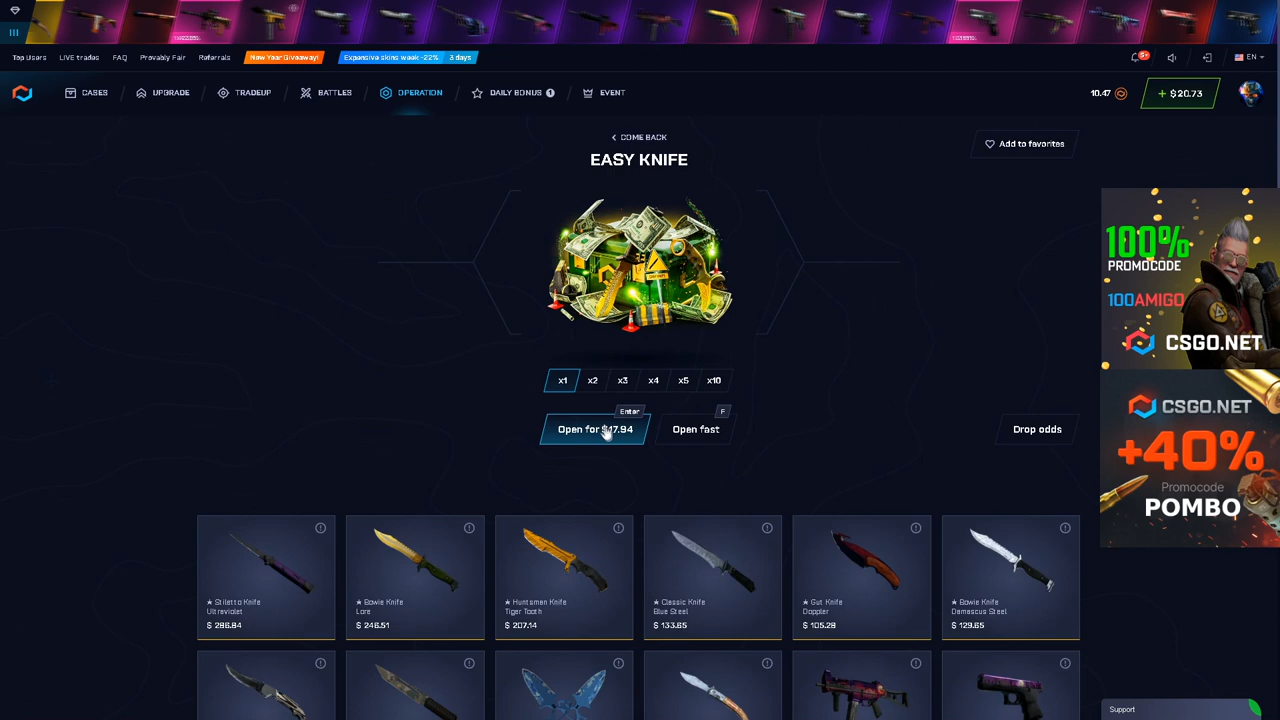 Top Users
LIVE trades
FAQ
Provably Fair
Referrals
New Year Giveaway!
Expensive skins week -22%
3 days
5+
EN
CASES
UPGRADE
TRADEUP
BATTLES
OPERATION
DAILY BONUS 1
EVENT
10.47
+ $20.73
COME BACK
EASY KNIFE
Add to favorites
100%
PROMOCODE
100AMIGO
CSGO.NET
x1
x2
x3
x4
x5
x10
Enter
F
Open for $17.94
Open fast
Drop odds
CSGO.NET
+40%
Promocode
POMBO
★ Stiletto Knife
Ultraviolet
$ 286.84
★ Bowie Knife
Lore
$ 246.51
★ Huntsman Knife
Tiger Tooth
$ 207.14
★ Classic Knife
Blue Steel
$ 133.65
★ Gut Knife
Doppler
$ 105.28
★ Bowie Knife
Damascus Steel
$ 129.65
Support